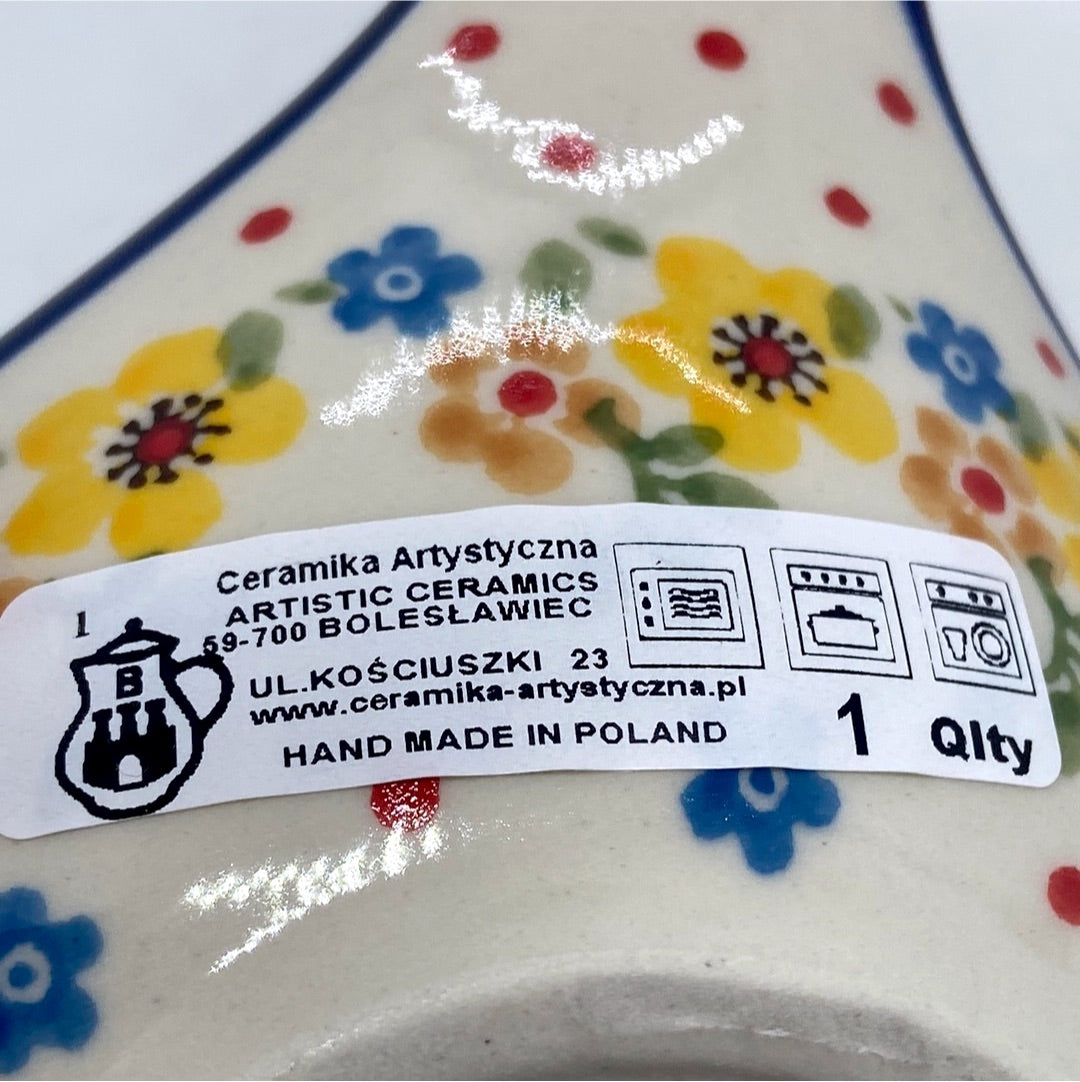 1
B
Ceramika Artystyczna
ARTISTIC CERAMICS
59-700 BOLESŁAWIEC
UL.KOŚCIUSZKI 23
www.ceramika-artystyczna.pl
HAND MADE IN POLAND
1 Qlty